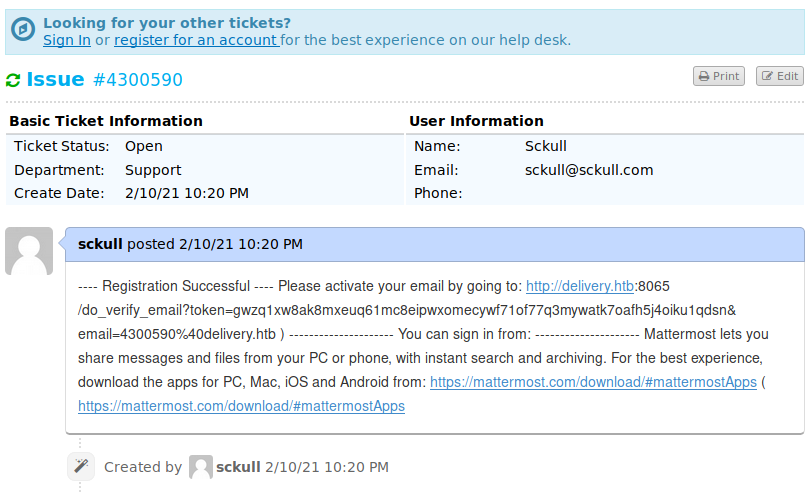 Looking for your other tickets?
Sign In or register for an account for the best experience on our help desk.
Issue #4300590
Print
Edit
Basic Ticket Information
User Information
Ticket Status: Open
Name: Sckull
Department: Support
Email: sckull@sckull.com
Create Date: 2/10/21 10:20 PM
Phone:
sckull posted 2/10/21 10:20 PM
---- Registration Successful ---- Please activate your email by going to: http://delivery.htb:8065
/do_verify_email?token=gwzq1xw8ak8mxeuq61mc8eipwxomecywf71of77q3mywatk7oafh5j4oiku1qdsn&
email=4300590%40delivery.htb ) --------------------- You can sign in from: --------------------- Mattermost lets you
share messages and files from your PC or phone, with instant search and archiving. For the best experience,
download the apps for PC, Mac, iOS and Android from: https://mattermost.com/download/#mattermostApps (
https://mattermost.com/download/#mattermostApps
Created by sckull 2/10/21 10:20 PM